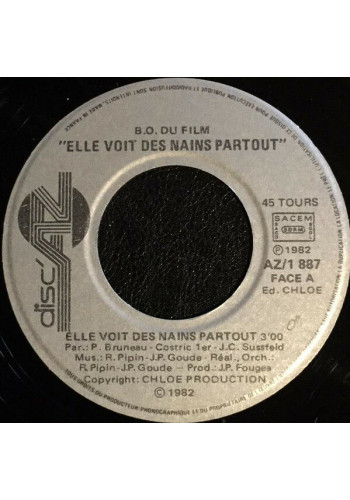 B.O. DU FILM
"ELLE VOIT DES NAINS PARTOUT"
45 TOURS
SACEM
SDRM
℗ 1982
AZ/1 887
FACE A
Ed. CHLOE
disc'AZ
ELLE VOIT DES NAINS PARTOUT 3'00
Par.: P. Bruneau - Costric 1er - J.C. Sussfeld
Mus.: R. Pipin - J.P. Goude - Réal., Orch.:
R. Pipin - J.P. Goude - Prod.: J.P. Fouges
Copyright: CHLOE PRODUCTION
© 1982